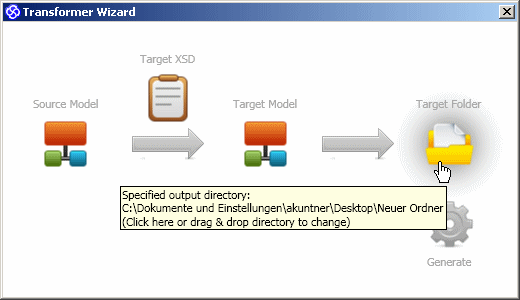 Transformer Wizard
Target XSD
Source Model
Target Model
Target Folder
Specified output directory:
C:\Dokumente und Einstellungen\akuntner\Desktop\Neuer Ordner
(Click here or drag & drop directory to change)
Generate